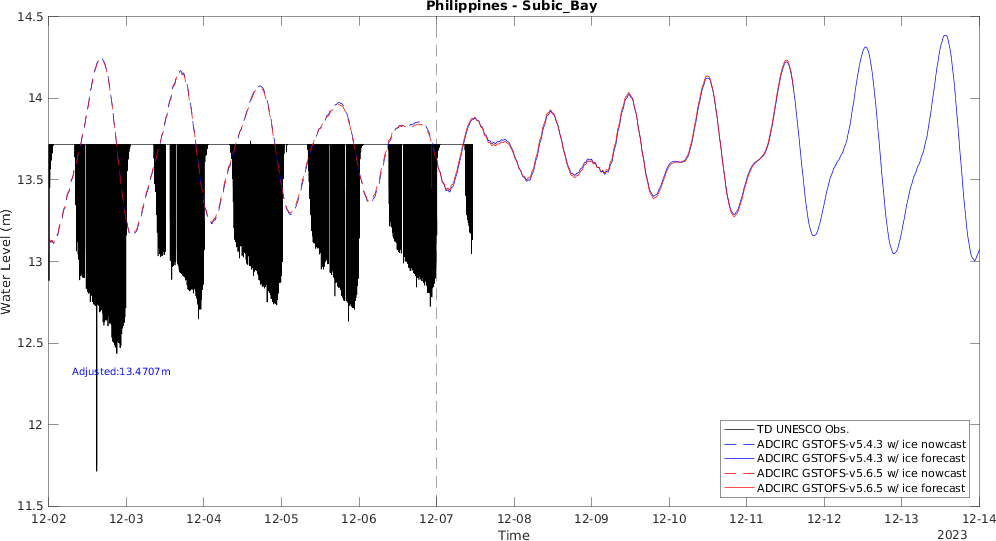 Philippines - Subic_Bay
14.5
14
13.5
13
12.5
12
11.5
Water Level (m)
Adjusted:13.4707m
TD UNESCO Obs.
ADCIRC GSTOFS-v5.4.3 w/ ice nowcast
ADCIRC GSTOFS-v5.4.3 w/ ice forecast
ADCIRC GSTOFS-v5.6.5 w/ ice nowcast
ADCIRC GSTOFS-v5.6.5 w/ ice forecast
12-02 12-03 12-04 12-05 12-06 12-07 12-08 12-09 12-10 12-11 12-12 12-13 12-14
Time
2023